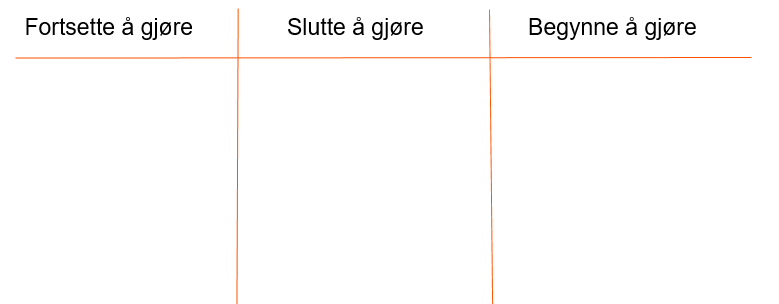 Fortsette å gjøre
Slutte å gjøre
Begynne å gjøre